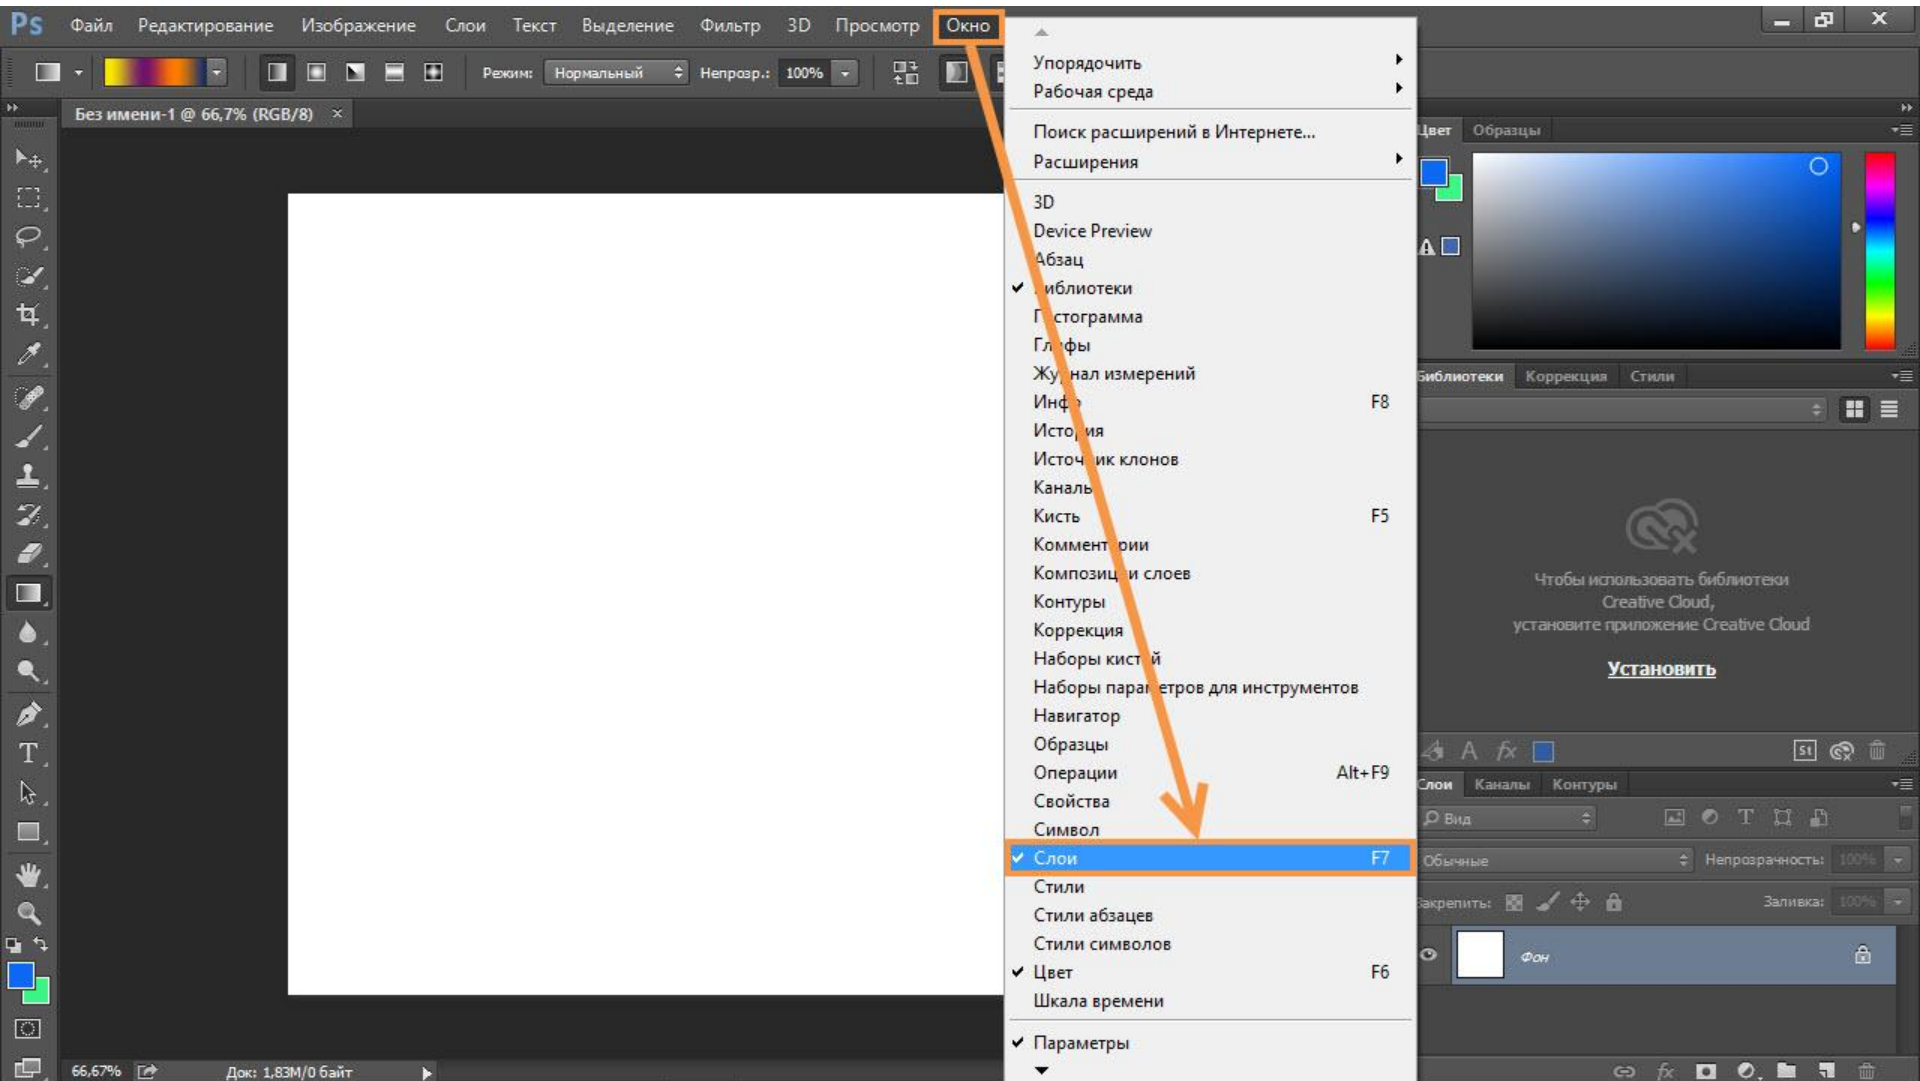 Ps Файл Редактирование Изображение Слои Текст Выделение Фильтр 3D Просмотр Окно
Режим: Нормальный Непрозр.: 100%
Без имени-1 @ 66,7% (RGB/8) ×
Упорядочить
Рабочая среда
Поиск расширений в Интернете...
Расширения
3D
Device Preview
Абзац
Библиотеки
Гистограмма
Глифы
Журнал измерений
Инфо F8
История
Источник клонов
Каналы
Кисть F5
Комментарии
Композиции слоев
Контуры
Коррекция
Наборы кистей
Наборы параметров для инструментов
Навигатор
Образцы
Операции Alt+F9
Свойства
Символ
Слои F7
Стили
Стили абзацев
Стили символов
Цвет F6
Шкала времени
Параметры
Цвет Образцы
Библиотеки Коррекция Стили
Чтобы использовать библиотеки
Creative Cloud,
установите приложение Creative Cloud
Установить
A fx St
Слои Каналы Контуры
Вид T
Обычные Непрозрачность: 100%
Закрепить: Заливка: 100%
Фон
T
66,67% Док: 1,83M/0 байт
fx